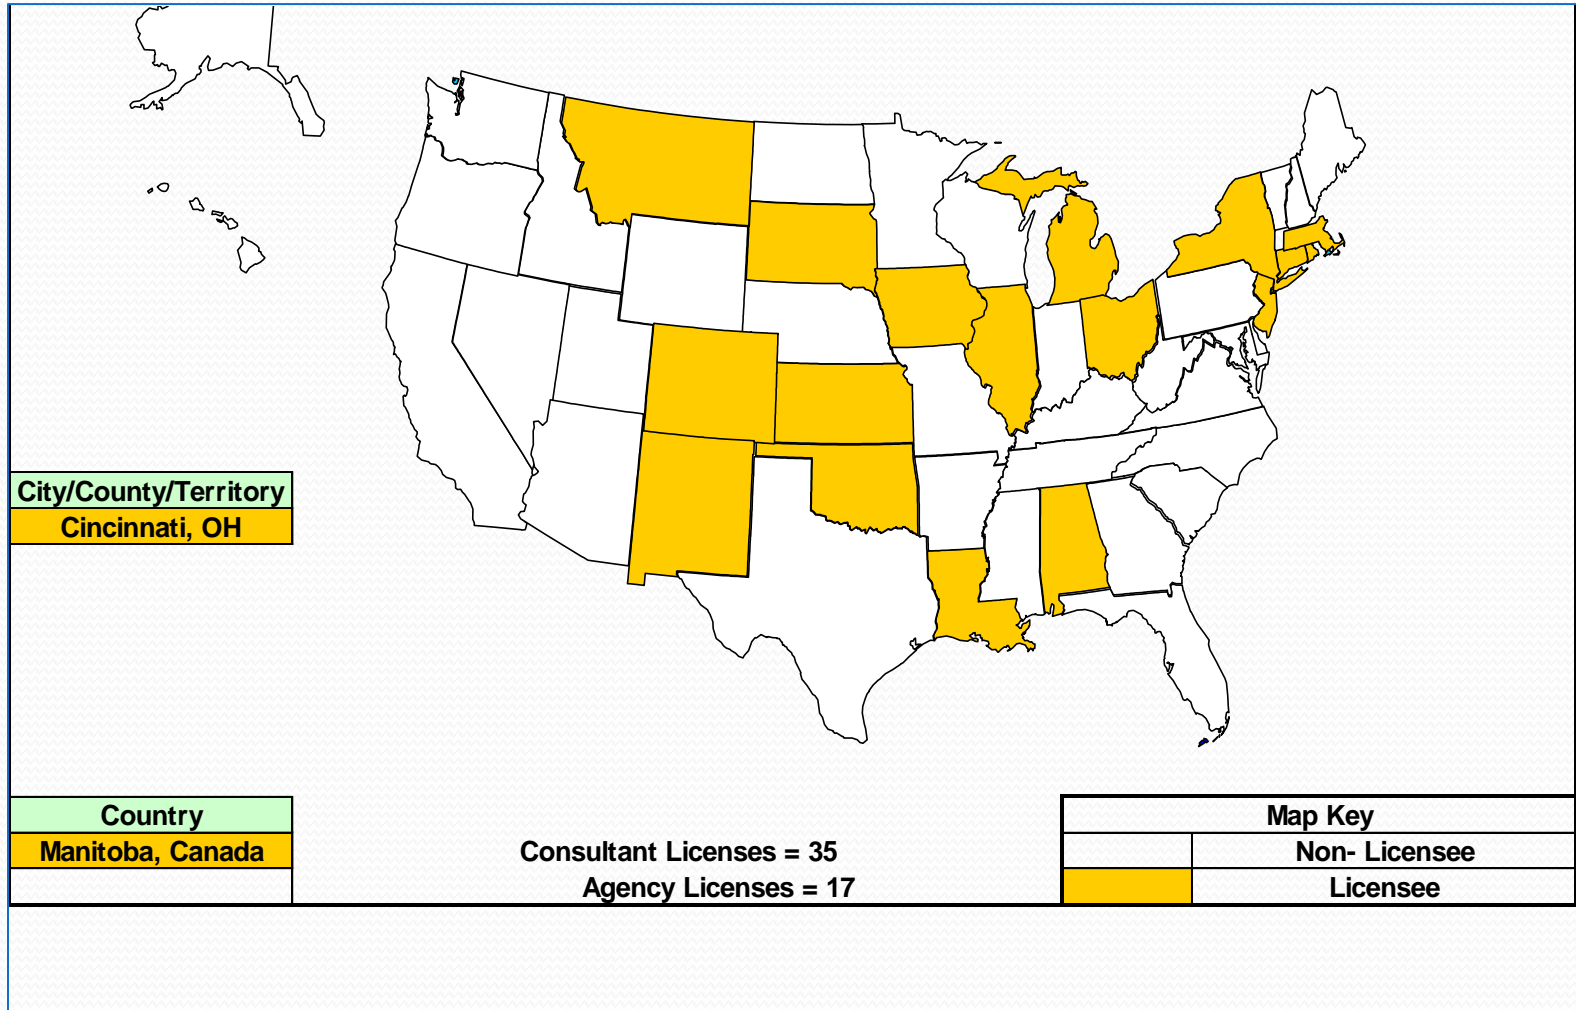 City/County/Territory
Cincinnati, OH
Country
Manitoba, Canada
Consultant Licenses = 35
Agency Licenses = 17
Map Key
Non- Licensee
Licensee